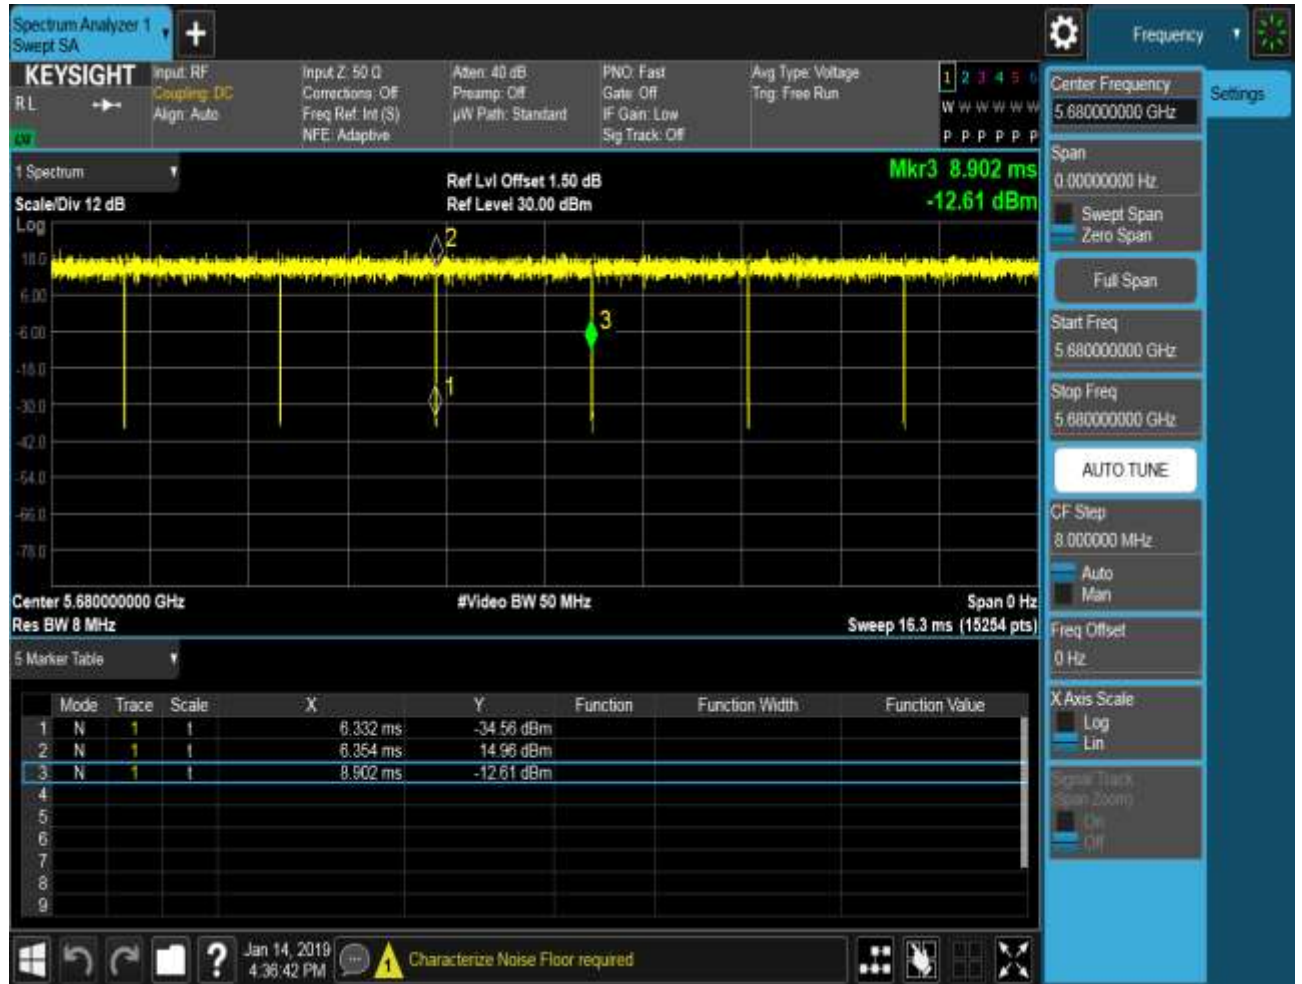 Spectrum Analyzer 1
Swept SA
+
Frequency
KEYSIGHT
R L
Input: RF
Coupling: DC
Align: Auto
Input Z: 50 Ω
Corrections: Off
Freq Ref: Int (S)
NFE: Adaptive
Atten: 40 dB
Preamp: Off
µW Path: Standard
PNO: Fast
Gate: Off
IF Gain: Low
Sig Track: Off
Avg Type: Voltage
Trig: Free Run
1 2 3 4 5 6
W W W W W W
P P P P P P
Center Frequency
5.680000000 GHz
Settings
1 Spectrum
Scale/Div 12 dB
Ref Lvl Offset 1.50 dB
Ref Level 30.00 dBm
Mkr3 8.902 ms
-12.61 dBm
Log
18.0
6.00
-6.00
-18.0
-30.0
-42.0
-54.0
-66.0
-78.0
2
3
1
Center 5.680000000 GHz
Res BW 8 MHz
#Video BW 50 MHz
Span 0 Hz
Sweep 16.3 ms (15254 pts)
Span
0.00000000 Hz
Swept Span
Zero Span
Full Span
Start Freq
5.680000000 GHz
Stop Freq
5.680000000 GHz
AUTO TUNE
CF Step
8.000000 MHz
Auto
Man
Freq Offset
0 Hz
X Axis Scale
Log
Lin
Signal Track
(Span Zoom)
On
Off
5 Marker Table
Mode Trace Scale X Y Function Function Width Function Value
1 N 1 t 6.332 ms -34.56 dBm
2 N 1 t 6.354 ms 14.96 dBm
3 N 1 t 8.902 ms -12.61 dBm
4
5
6
7
8
9
?
Jan 14, 2019
4:36:42 PM
1
Characterize Noise Floor required